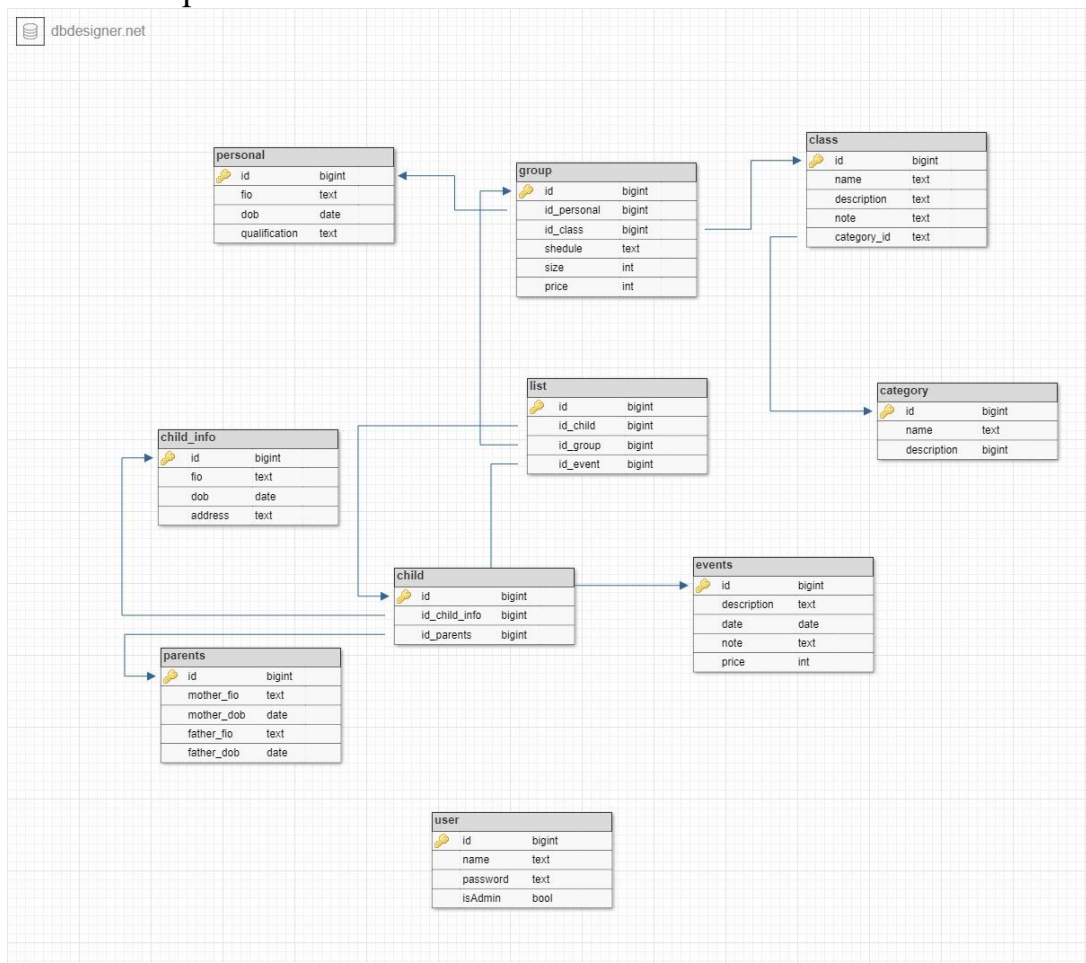 dbdesigner.net
personal
id bigint
fio text
dob date
qualification text
group
id bigint
id_personal bigint
id_class bigint
shedule text
size int
price int
class
id bigint
name text
description text
note text
category_id text
list
id bigint
id_child bigint
id_group bigint
id_event bigint
category
id bigint
name text
description bigint
child_info
id bigint
fio text
dob date
address text
child
id bigint
id_child_info bigint
id_parents bigint
events
id bigint
description text
date date
note text
price int
parents
id bigint
mother_fio text
mother_dob date
father_fio text
father_dob date
user
id bigint
name text
password text
isAdmin bool